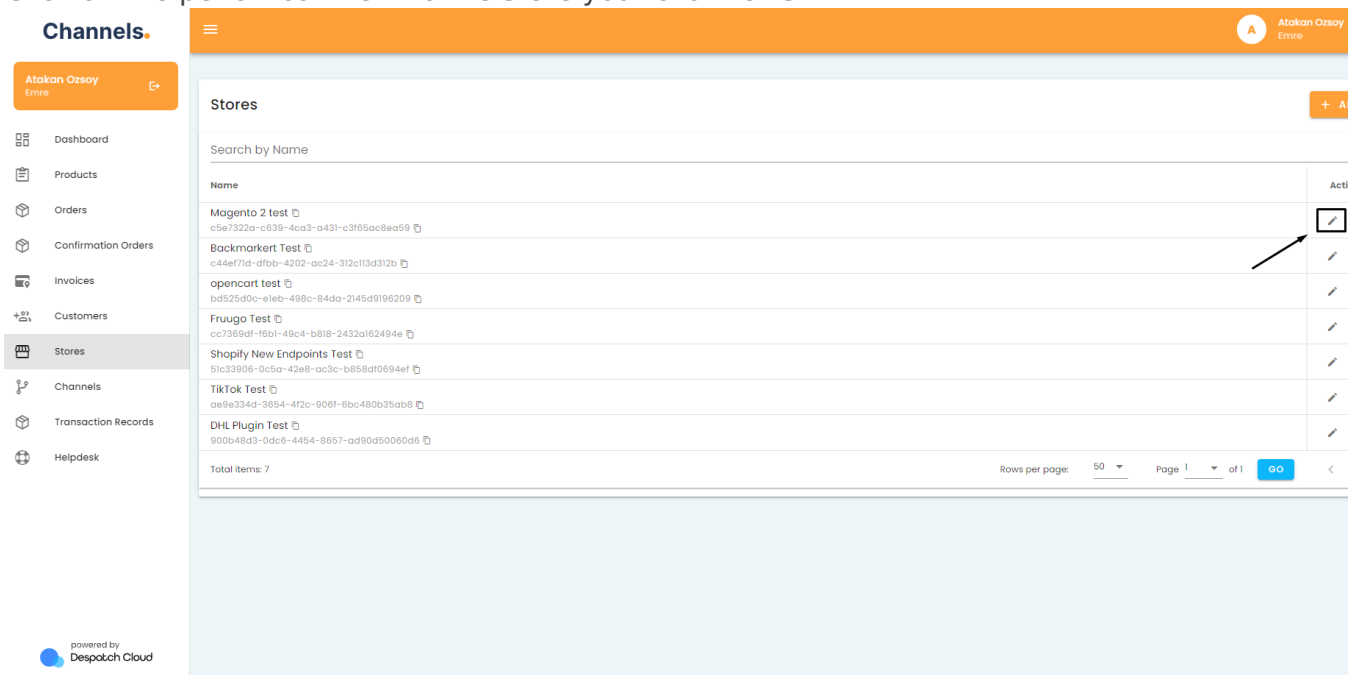 Channels.
A
Atakan Ozsoy
Emre
Atakan Ozsoy
Emre
Dashboard
Products
Orders
Confirmation Orders
Invoices
Customers
Stores
Channels
Transaction Records
Helpdesk
powered by
Despatch Cloud
Stores
Search by Name
Name
Magento 2 test
c5e7322a-c639-4ca3-a431-c3f65ac8ea59
Backmarkert Test
c44ef71d-dfbb-4202-ac24-312c113d312b
opencart test
bd525d0c-e1eb-498c-84da-2145d9196209
Fruugo Test
cc7369df-f6b1-49c4-b818-2432a162494e
Shopify New Endpoints Test
51c33906-0c5a-42e8-ac3c-b858df0694ef
TikTok Test
ae9e334d-3654-4f2c-906f-6bc480b35ab8
DHL Plugin Test
900b48d3-0dc6-4454-8657-ad90d50060d6
Total items: 7
Rows per page: 50 Page 1 of 1 GO